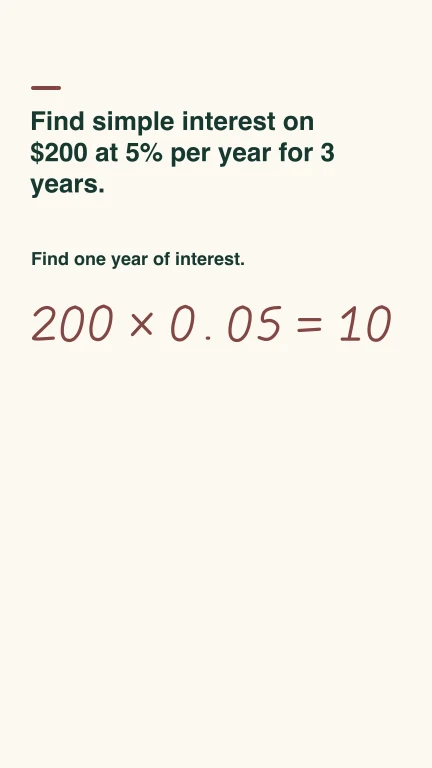 Find simple interest on
$200 at 5% per year for 3
years.
Find one year of interest.
200 × 0.05 = 10